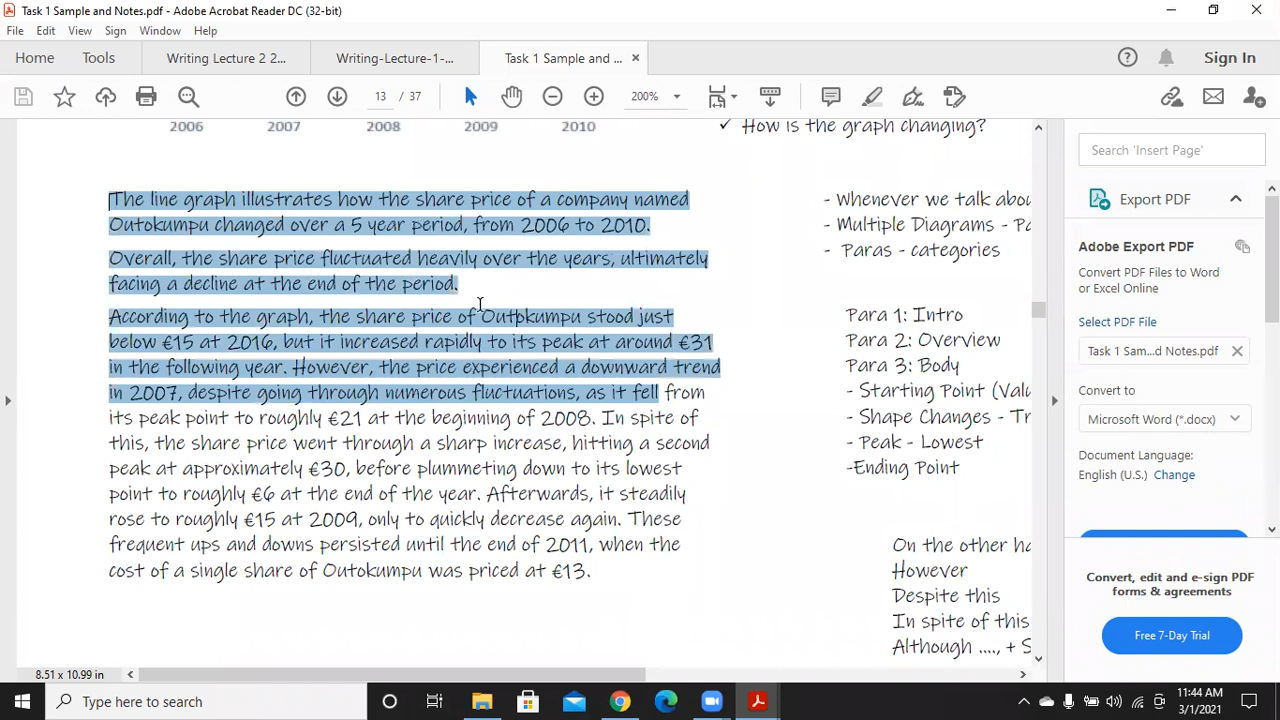 Task 1 Sample and Notes.pdf - Adobe Acrobat Reader DC (32-bit)
File Edit View Sign Window Help
Home Tools Writing Lecture 2 2... Writing-Lecture-1-... Task 1 Sample and ... × Sign In
13 / 37 200%
2006 2007 2008 2009 2010
✓ How is the graph changing?
The line graph illustrates how the share price of a company named
Outokumpu changed over a 5 year period, from 2006 to 2010.
Overall, the share price fluctuated heavily over the years, ultimately
facing a decline at the end of the period.
According to the graph, the share price of Outokumpu stood just
below €15 at 2016, but it increased rapidly to its peak at around €31
in the following year. However, the price experienced a downward trend
in 2007, despite going through numerous fluctuations, as it fell from
its peak point to roughly €21 at the beginning of 2008. In spite of
this, the share price went through a sharp increase, hitting a second
peak at approximately €30, before plummeting down to its lowest
point to roughly €6 at the end of the year. Afterwards, it steadily
rose to roughly €15 at 2009, only to quickly decrease again. These
frequent ups and downs persisted until the end of 2011, when the
cost of a single share of Outokumpu was priced at €13.
- Whenever we talk abou
- Multiple Diagrams - Pa
- Paras - categories
Para 1: Intro
Para 2: Overview
Para 3: Body
- Starting Point (Valu
- Shape Changes - Tr
- Peak - Lowest
-Ending Point
On the other ha
However
Despite this
In spite of this
Although ...., + S
8.51 x 10.99 in
Search 'Insert Page'
Export PDF
Adobe Export PDF
Convert PDF Files to Word
or Excel Online
Select PDF File
Task 1 Sam...d Notes.pdf ×
Convert to
Microsoft Word (*.docx)
Document Language:
English (U.S.) Change
Convert, edit and e-sign PDF
forms & agreements
Free 7-Day Trial
Type here to search
11:44 AM
3/1/2021